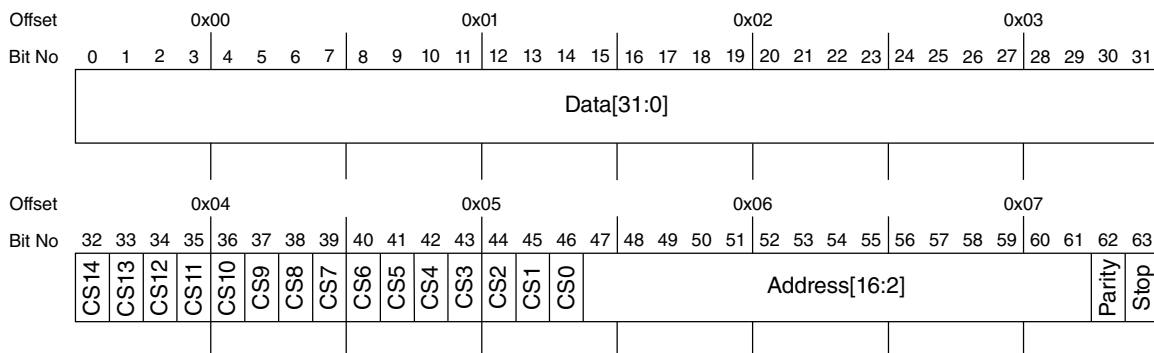 Offset 0x00 0x01 0x02 0x03
Bit No 0 1 2 3 4 5 6 7 8 9 10 11 12 13 14 15 16 17 18 19 20 21 22 23 24 25 26 27 28 29 30 31
Data[31:0]
Offset 0x04 0x05 0x06 0x07
Bit No 32 33 34 35 36 37 38 39 40 41 42 43 44 45 46 47 48 49 50 51 52 53 54 55 56 57 58 59 60 61 62 63
CS14 CS13 CS12 CS11 CS10 CS9 CS8 CS7 CS6 CS5 CS4 CS3 CS2 CS1 CS0 Address[16:2] Parity Stop